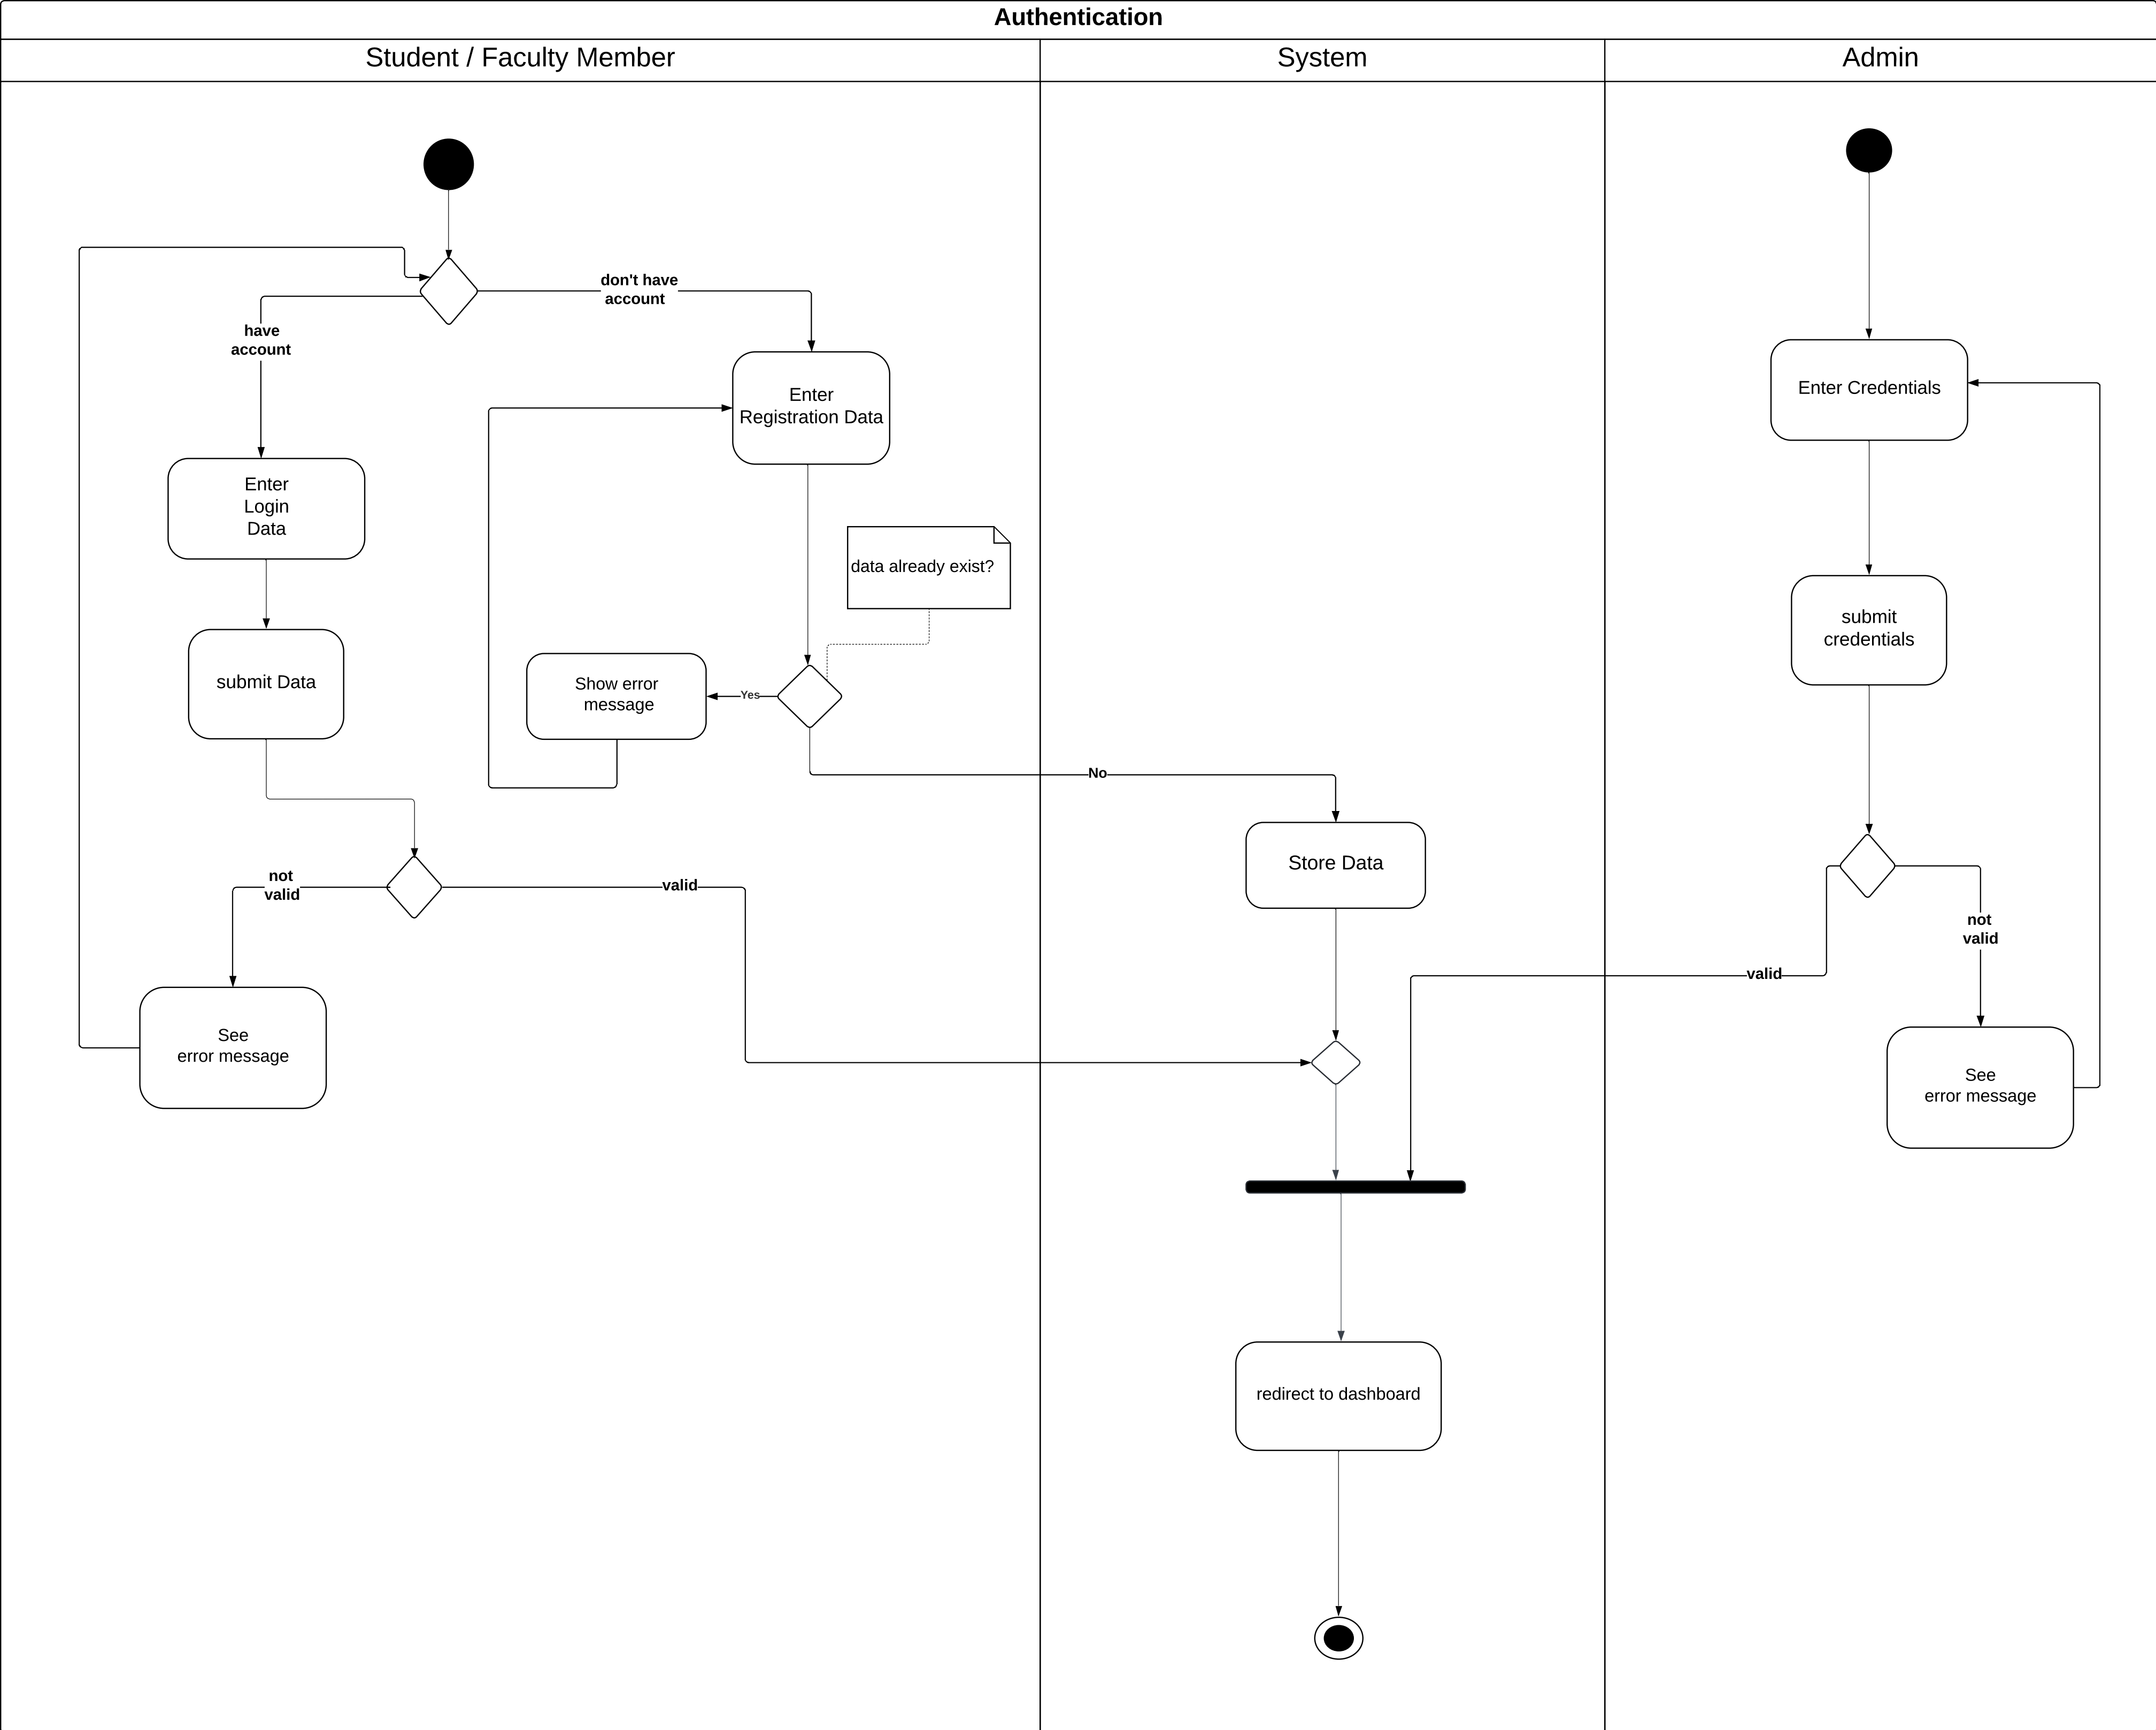 Authentication
Student / Faculty Member
System
Admin
don't have
account
have
account
Enter
Registration Data
Enter Credentials
Enter
Login
Data
data already exist?
submit
credentials
submit Data
Show error
message
Yes
No
Store Data
not
valid
valid
not
valid
valid
See
error message
See
error message
redirect to dashboard